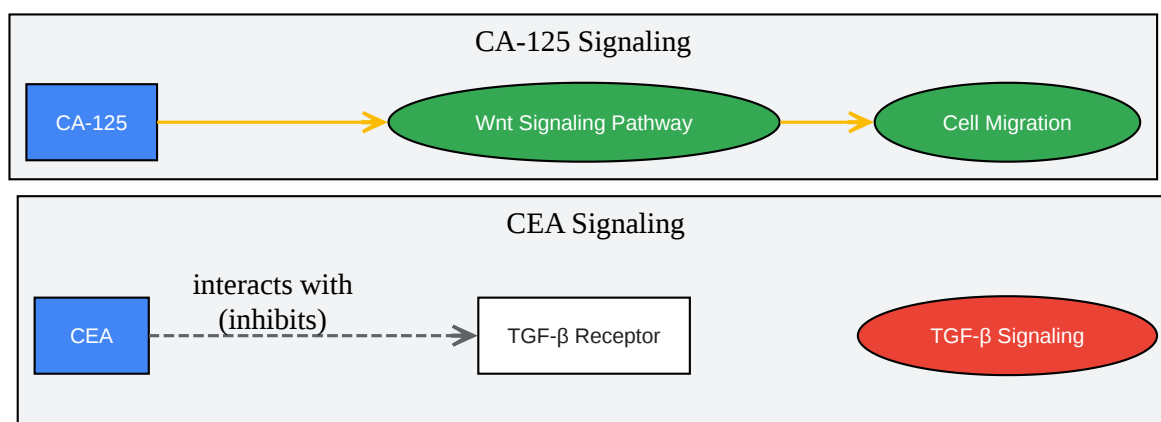 CA-125 Signaling
CA-125
Wnt Signaling Pathway
Cell Migration
CEA Signaling
interacts with
(inhibits)
CEA
TGF-β Receptor
TGF-β Signaling